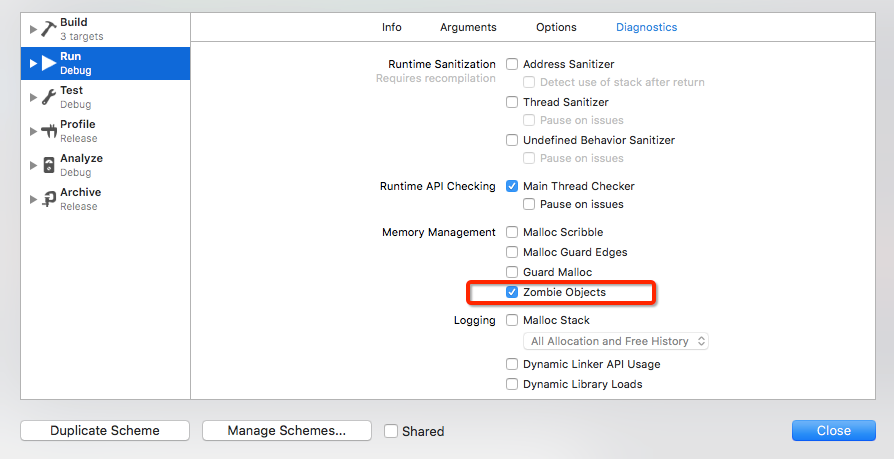 Build
3 targets
Run
Debug
Test
Debug
Profile
Release
Analyze
Debug
Archive
Release
Info Arguments Options Diagnostics
Runtime Sanitization Address Sanitizer
Requires recompilation Detect use of stack after return
Thread Sanitizer
Pause on issues
Undefined Behavior Sanitizer
Pause on issues
Runtime API Checking Main Thread Checker
Pause on issues
Memory Management Malloc Scribble
Malloc Guard Edges
Guard Malloc
Zombie Objects
Logging Malloc Stack
All Allocation and Free History
Dynamic Linker API Usage
Dynamic Library Loads
Duplicate Scheme Manage Schemes... Shared Close